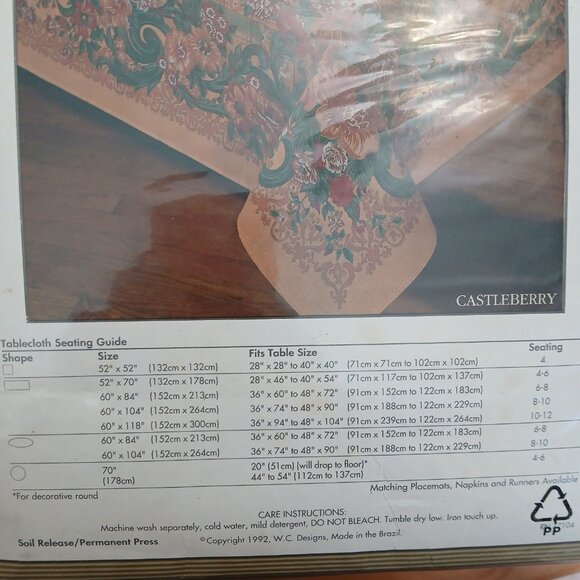 CASTLEBERRY
Tablecloth Seating Guide
Shape Size Fits Table Size Seating
52" x 52" (132cm x 132cm) 28" x 28" to 40" x 40" (71cm x 71cm to 102cm x 102cm) 4
52" x 70" (132cm x 178cm) 28" x 46" to 40" x 54" (71cm x 117cm to 102cm x 137cm) 4-6
60" x 84" (152cm x 213cm) 36" x 60" to 48" x 72" (91cm x 152cm to 122cm x 183cm) 6-8
60" x 104" (152cm x 264cm) 36" x 74" to 48" x 90" (91cm x 188cm to 122cm x 229cm) 8-10
60" x 118" (152cm x 300cm) 36" x 94" to 48" x 104" (91cm x 239cm to 122cm x 264cm) 10-12
60" x 84" (152cm x 213cm) 36" x 60" to 48" x 72" (91cm x 152cm to 122cm x 183cm) 6-8
60" x 104" (152cm x 264cm) 36" x 74" to 48" x 90" (91cm x 188cm to 122cm x 229cm) 8-10
70" 20" (51cm) (will drop to floor)* 4-6
(178cm) 44" to 54" (112cm to 137cm)
*For decorative round Matching Placemats, Napkins and Runners Available
CARE INSTRUCTIONS:
Machine wash separately, cold water, mild detergent, DO NOT BLEACH. Tumble dry low. Iron touch up.
Soil Release/Permanent Press ©Copyright 1992, W.C. Designs, Made in the Brazil.
PP